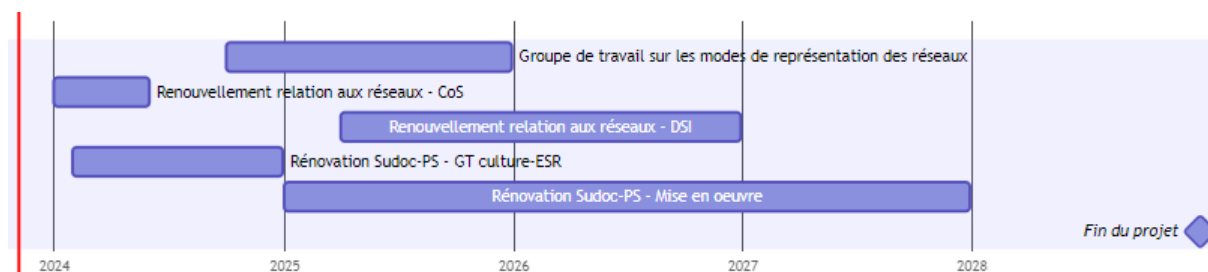 Groupe de travail sur les modes de représentation des réseaux
Renouvellement relation aux réseaux - CoS
Renouvellement relation aux réseaux - DSI
Rénovation Sudoc-PS - GT culture-ESR
Rénovation Sudoc-PS - Mise en oeuvre
Fin du projet
2024 2025 2026 2027 2028